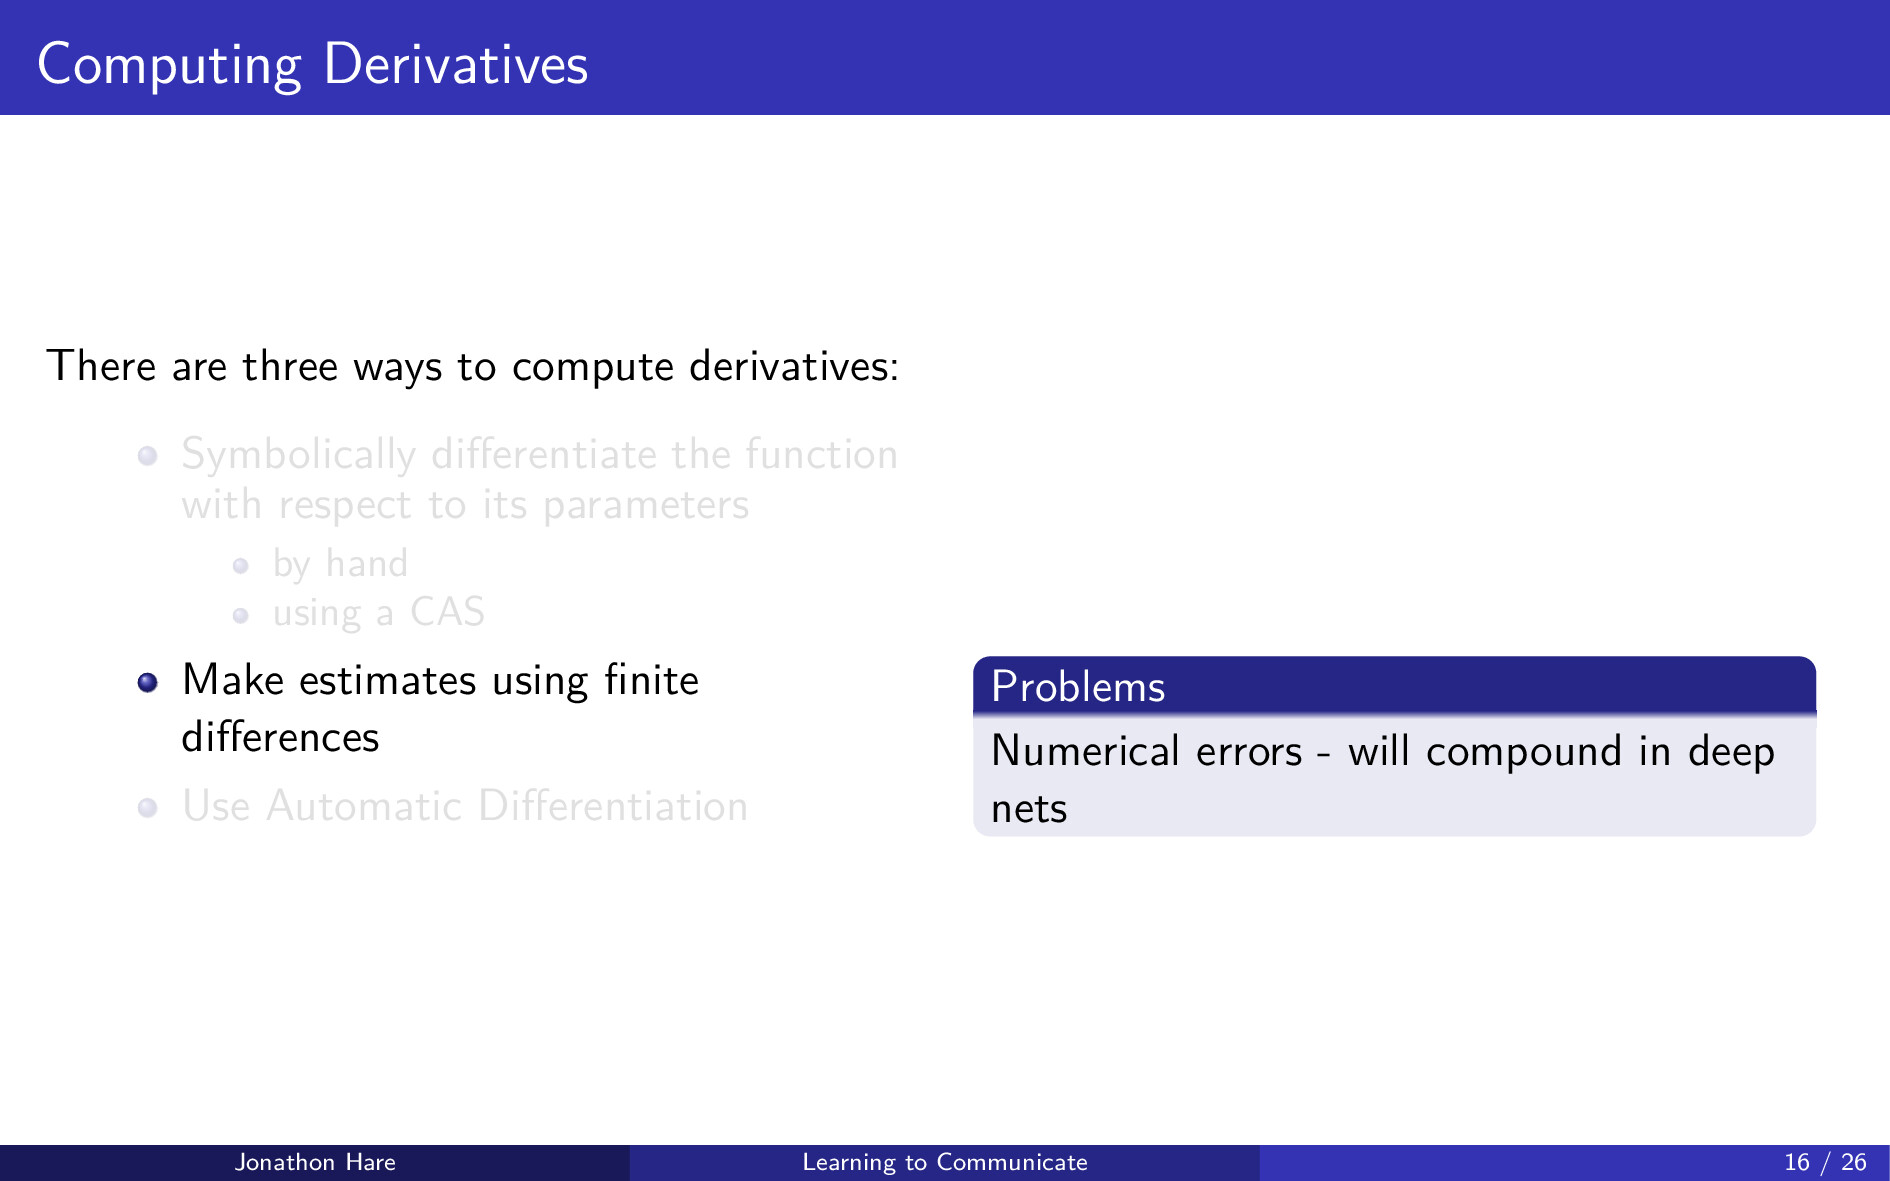 Computing Derivatives
There are three ways to compute derivatives:
Symbolically differentiate the function
with respect to its parameters
by hand
using a CAS
Make estimates using finite
differences
Use Automatic Differentiation
Problems
Numerical errors - will compound in deep
nets
Jonathon Hare
Learning to Communicate
16 / 26